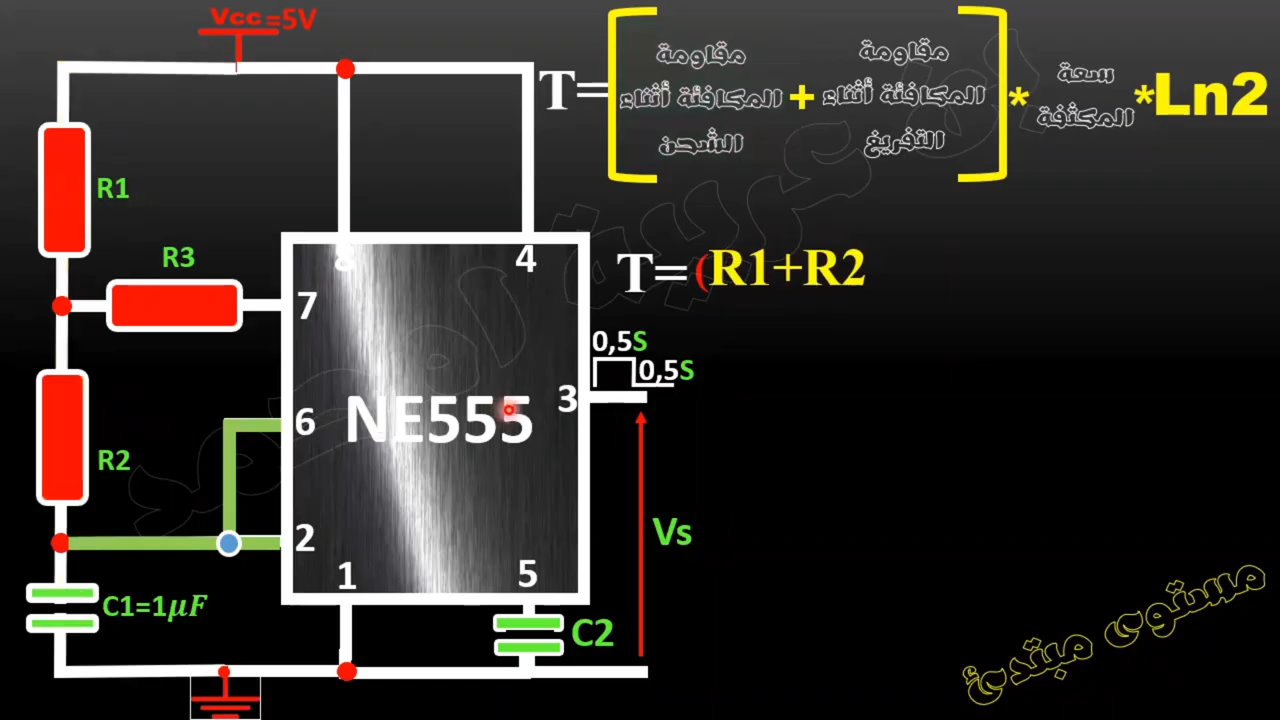 Vcc=5V
T=[مقاومة المكافئة أثناء الشحن + مقاومة المكافئة أثناء التفريغ] * سعة المكثفة *Ln2
R1
R3
T=(R1+R2
8
4
7
0,5S
0,5S
3
6
NE555
R2
2
Vs
1
5
C1=1μF
C2
مستوى مبتدئ